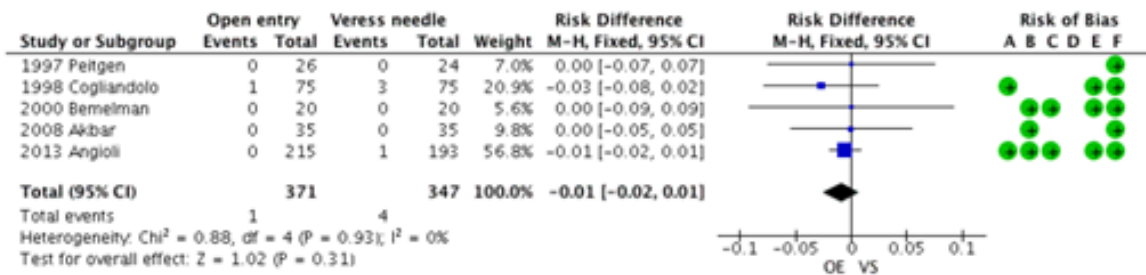 Open entry Veress needle Risk Difference Risk Difference Risk of Bias
Study or Subgroup Events Total Events Total Weight M-H, Fixed, 95% CI M-H, Fixed, 95% CI A B C D E F
1997 Peitgen 0 26 0 24 7.0% 0.00 [-0.07, 0.07]
1998 Cogliandolo 1 75 3 75 20.9% -0.03 [-0.08, 0.02]
2000 Bernelman 0 20 0 20 5.6% 0.00 [-0.09, 0.09]
2008 Akbar 0 35 0 35 9.8% 0.00 [-0.05, 0.05]
2013 Angioli 0 215 1 193 56.8% -0.01 [-0.02, 0.01]
Total (95% CI) 371 347 100.0% -0.01 [-0.02, 0.01]
Total events 1 4
Heterogeneity: Chi² = 0.88, df = 4 (P = 0.93); I² = 0%
Test for overall effect: Z = 1.02 (P = 0.31)
-0.1 -0.05 0 0.05 0.1
OE VS